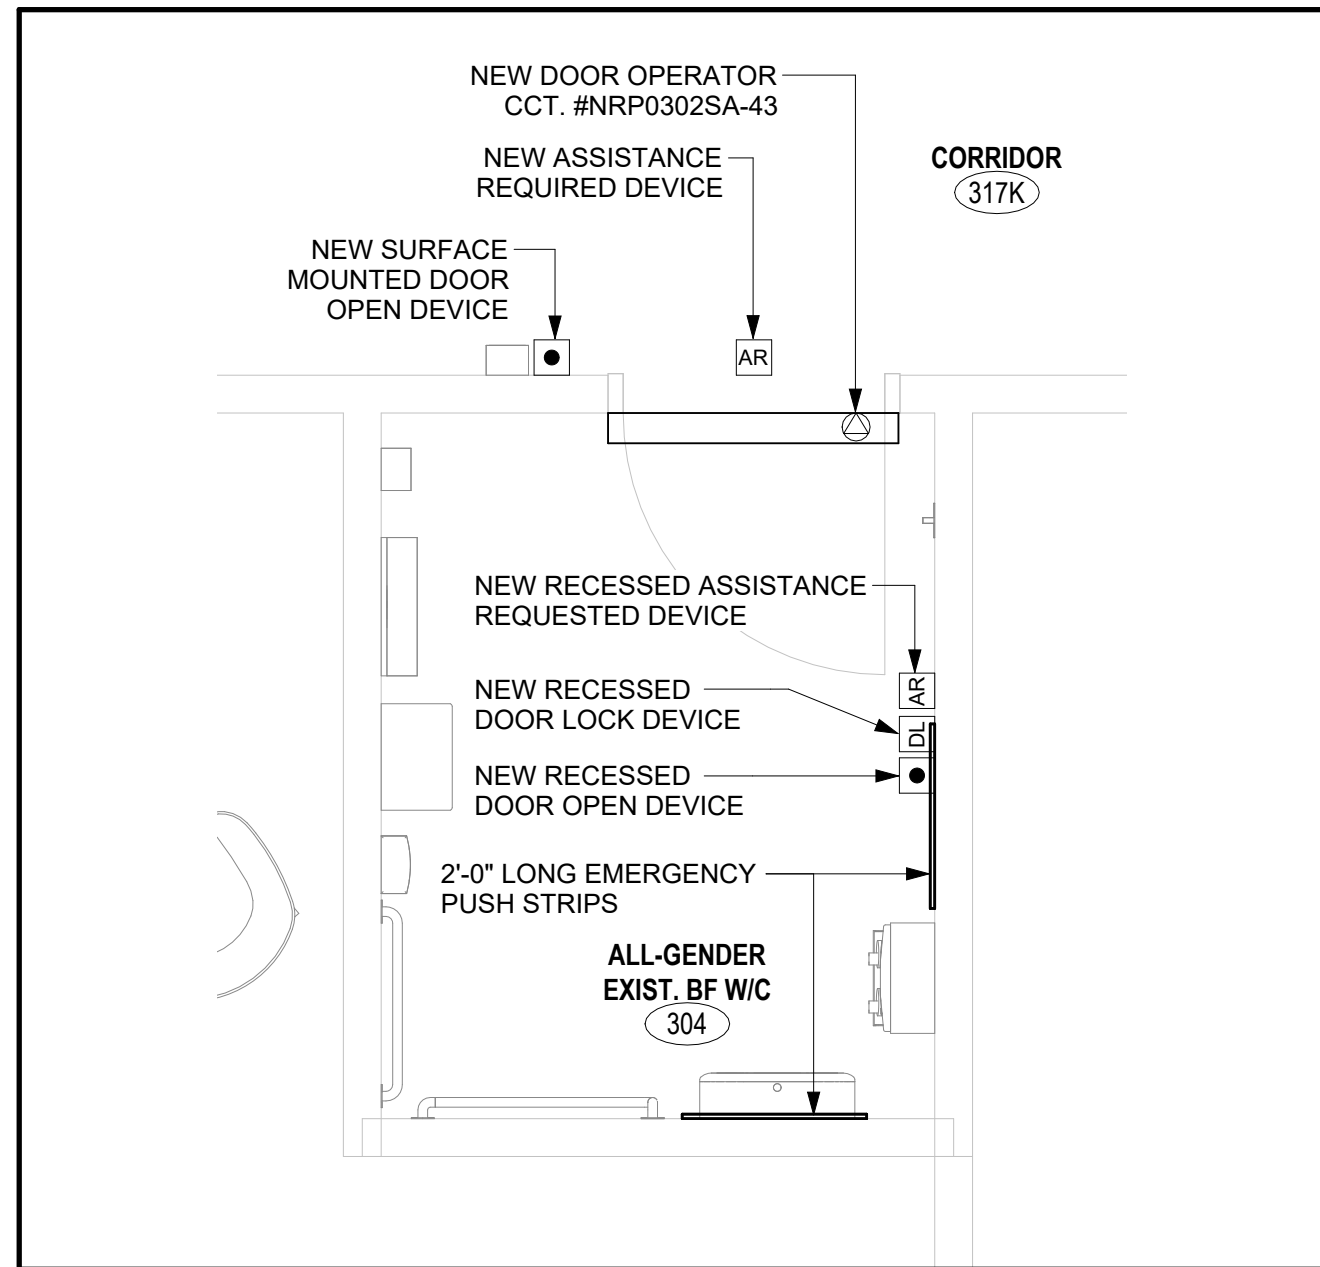 NEW DOOR OPERATOR
CCT. #NRP0302SA-43
NEW ASSISTANCE
REQUIRED DEVICE
CORRIDOR
317K
NEW SURFACE
MOUNTED DOOR
OPEN DEVICE
AR
NEW RECESSED ASSISTANCE
REQUESTED DEVICE
AR
NEW RECESSED
DOOR LOCK DEVICE
DL
NEW RECESSED
DOOR OPEN DEVICE
2'-0" LONG EMERGENCY
PUSH STRIPS
ALL-GENDER
EXIST. BF W/C
304